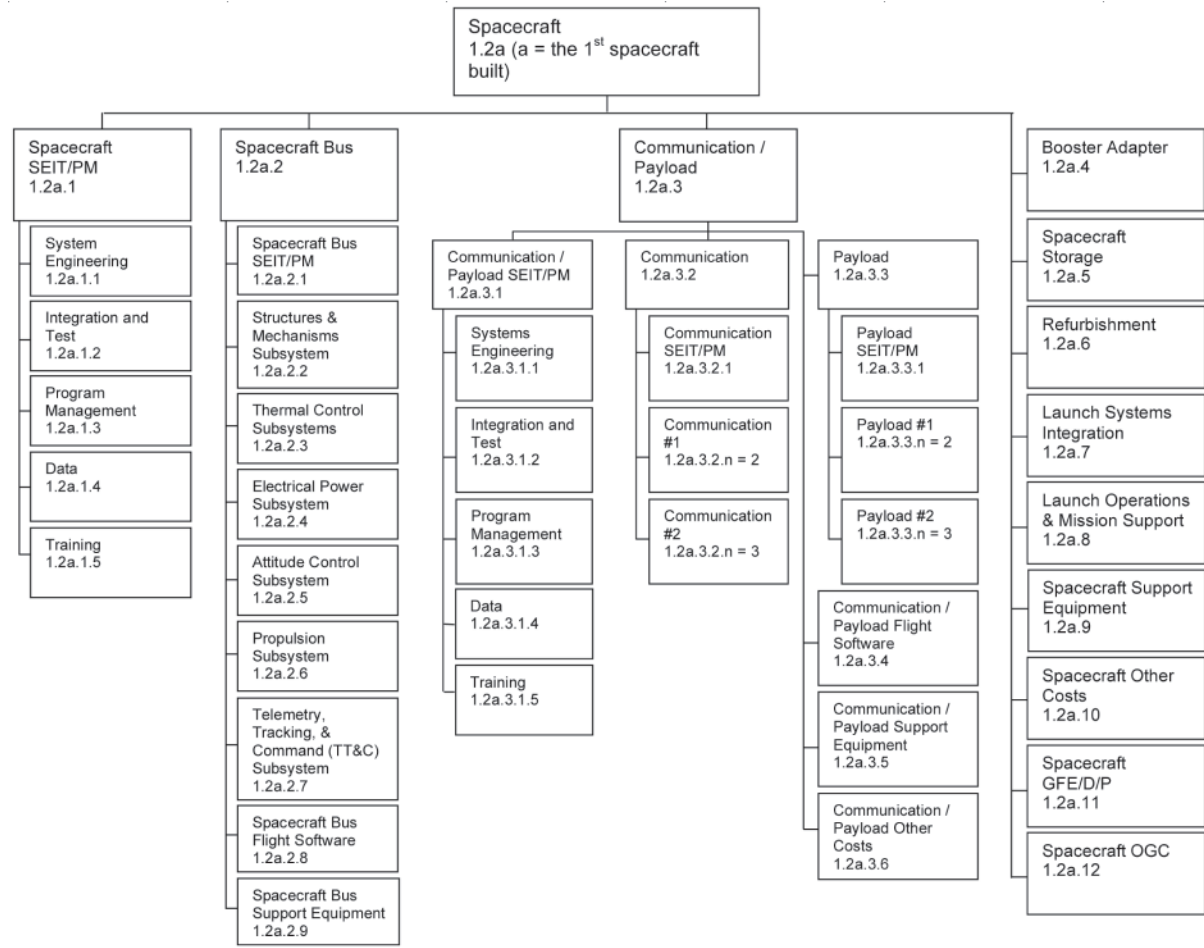 Spacecraft
1.2a (a = the 1st spacecraft
built)
Spacecraft
SEIT/PM
1.2a.1
System
Engineering
1.2a.1.1
Integration and
Test
1.2a.1.2
Program
Management
1.2a.1.3
Data
1.2a.1.4
Training
1.2a.1.5
Spacecraft Bus
1.2a.2
Spacecraft Bus
SEIT/PM
1.2a.2.1
Structures &
Mechanisms
Subsystem
1.2a.2.2
Thermal Control
Subsystems
1.2a.2.3
Electrical Power
Subsystem
1.2a.2.4
Attitude Control
Subsystem
1.2a.2.5
Propulsion
Subsystem
1.2a.2.6
Telemetry,
Tracking, &
Command (TT&C)
Subsystem
1.2a.2.7
Spacecraft Bus
Flight Software
1.2a.2.8
Spacecraft Bus
Support Equipment
1.2a.2.9
Communication /
Payload
1.2a.3
Communication /
Payload SEIT/PM
1.2a.3.1
Systems
Engineering
1.2a.3.1.1
Integration and
Test
1.2a.3.1.2
Program
Management
1.2a.3.1.3
Data
1.2a.3.1.4
Training
1.2a.3.1.5
Communication
1.2a.3.2
Communication
SEIT/PM
1.2a.3.2.1
Communication
#1
1.2a.3.2.n = 2
Communication
#2
1.2a.3.2.n = 3
Payload
1.2a.3.3
Payload
SEIT/PM
1.2a.3.3.1
Payload #1
1.2a.3.3.n = 2
Payload #2
1.2a.3.3.n = 3
Communication /
Payload Flight
Software
1.2a.3.4
Communication /
Payload Support
Equipment
1.2a.3.5
Communication /
Payload Other
Costs
1.2a.3.6
Booster Adapter
1.2a.4
Spacecraft
Storage
1.2a.5
Refurbishment
1.2a.6
Launch Systems
Integration
1.2a.7
Launch Operations
& Mission Support
1.2a.8
Spacecraft Support
Equipment
1.2a.9
Spacecraft Other
Costs
1.2a.10
Spacecraft
GFE/D/P
1.2a.11
Spacecraft OGC
1.2a.12